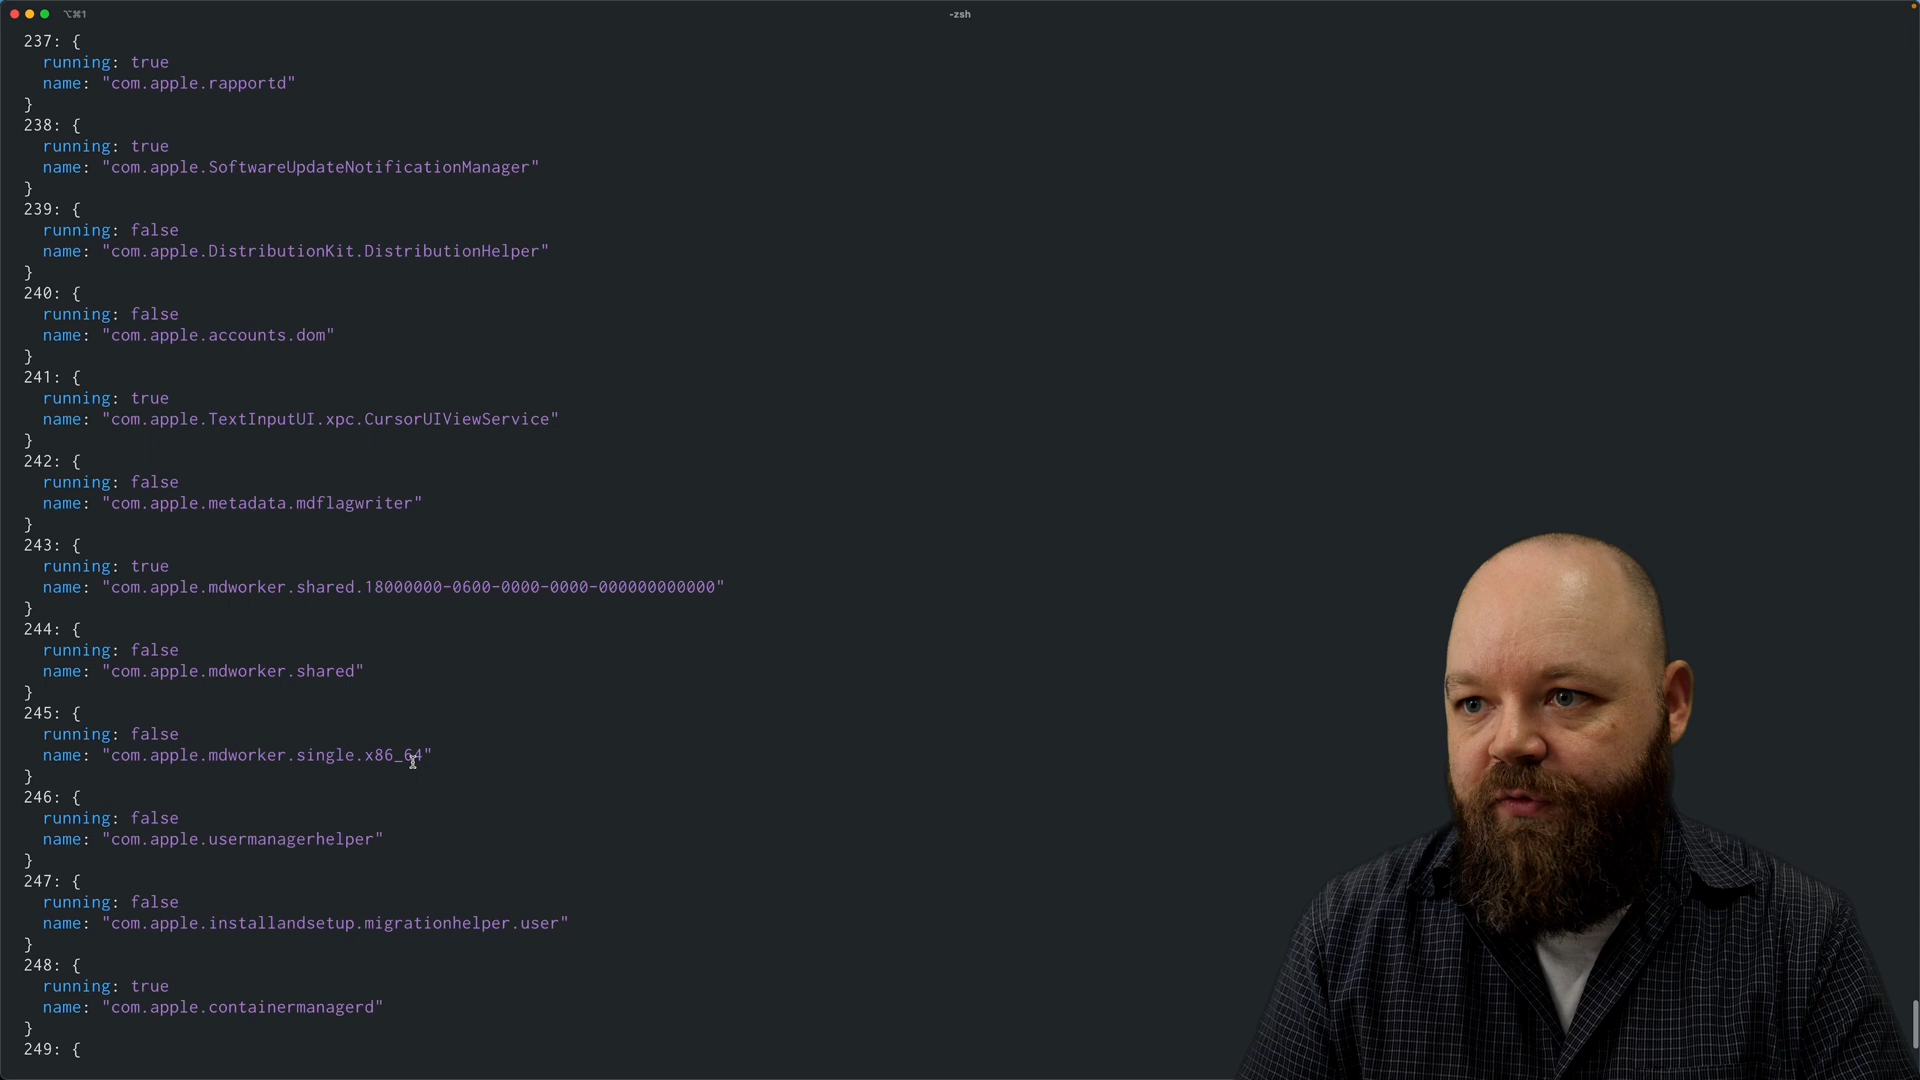 ⌥⌘1
-zsh
237: {
running: true
name: "com.apple.rapportd"
}
238: {
running: true
name: "com.apple.SoftwareUpdateNotificationManager"
}
239: {
running: false
name: "com.apple.DistributionKit.DistributionHelper"
}
240: {
running: false
name: "com.apple.accounts.dom"
}
241: {
running: true
name: "com.apple.TextInputUI.xpc.CursorUIViewService"
}
242: {
running: false
name: "com.apple.metadata.mdflagwriter"
}
243: {
running: true
name: "com.apple.mdworker.shared.18000000-0600-0000-0000-000000000000"
}
244: {
running: false
name: "com.apple.mdworker.shared"
}
245: {
running: false
name: "com.apple.mdworker.single.x86_64"
}
246: {
running: false
name: "com.apple.usermanagerhelper"
}
247: {
running: false
name: "com.apple.installandsetup.migrationhelper.user"
}
248: {
running: true
name: "com.apple.containermanagerd"
}
249: {